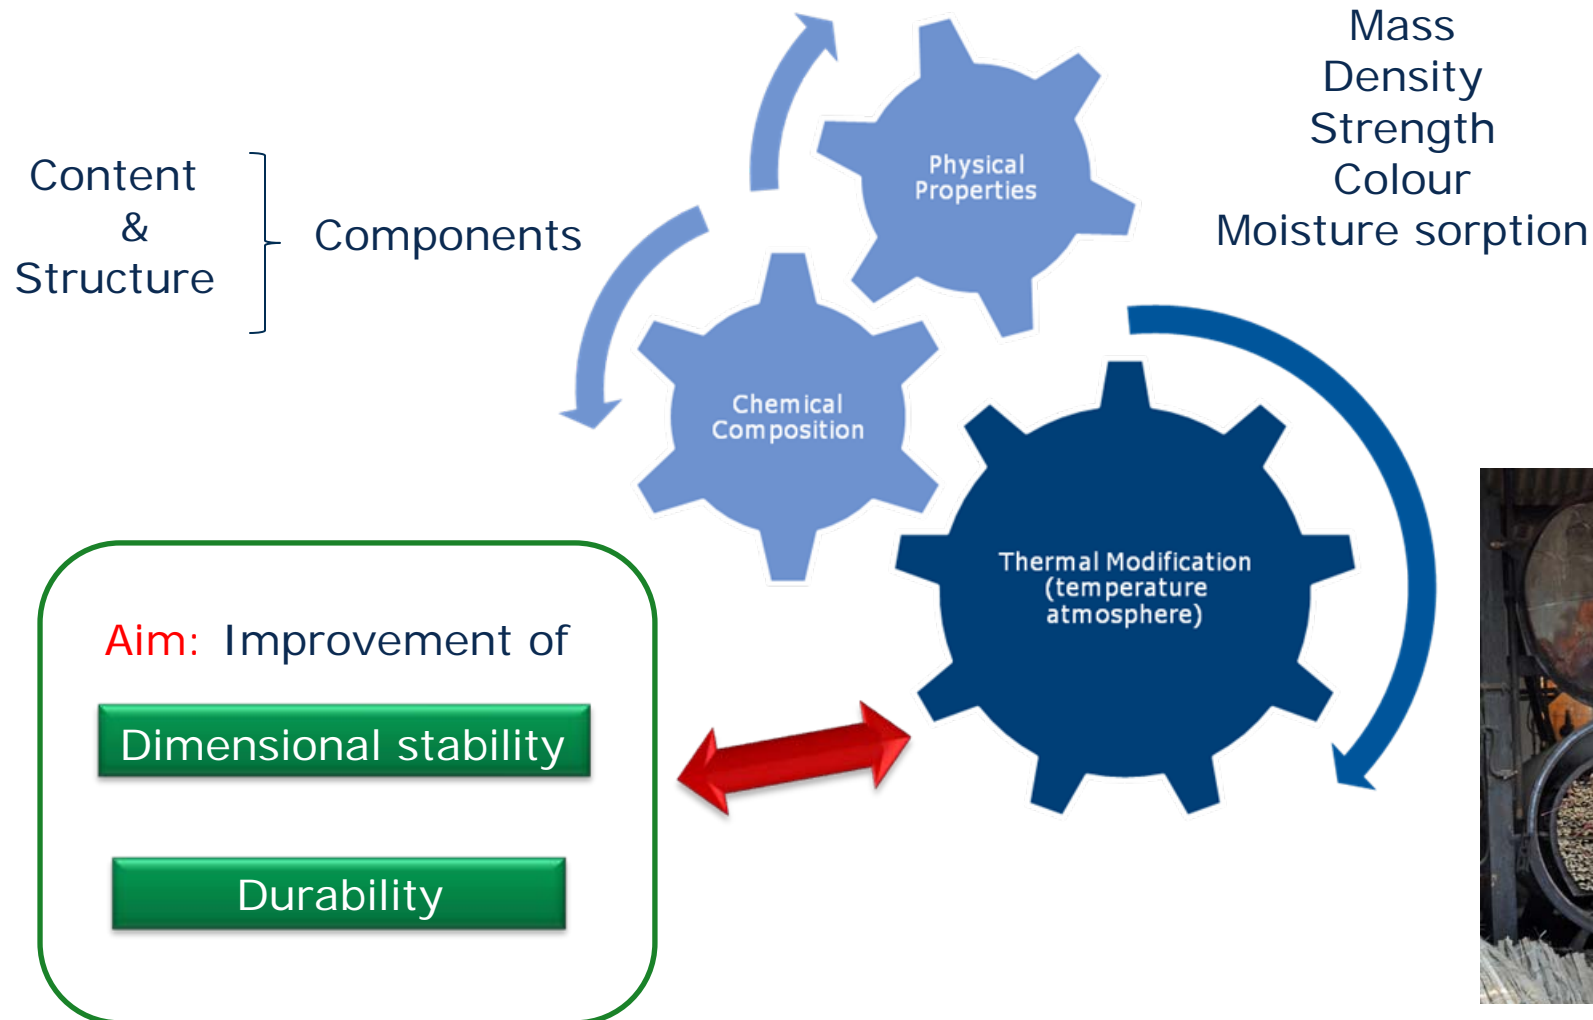 Mass
Density
Strength
Colour
Moisture sorption
Content
&
Structure
Components
Physical
Properties
Chemical
Composition
Thermal Modification
(temperature
atmosphere)
Aim: Improvement of
Dimensional stability
Durability